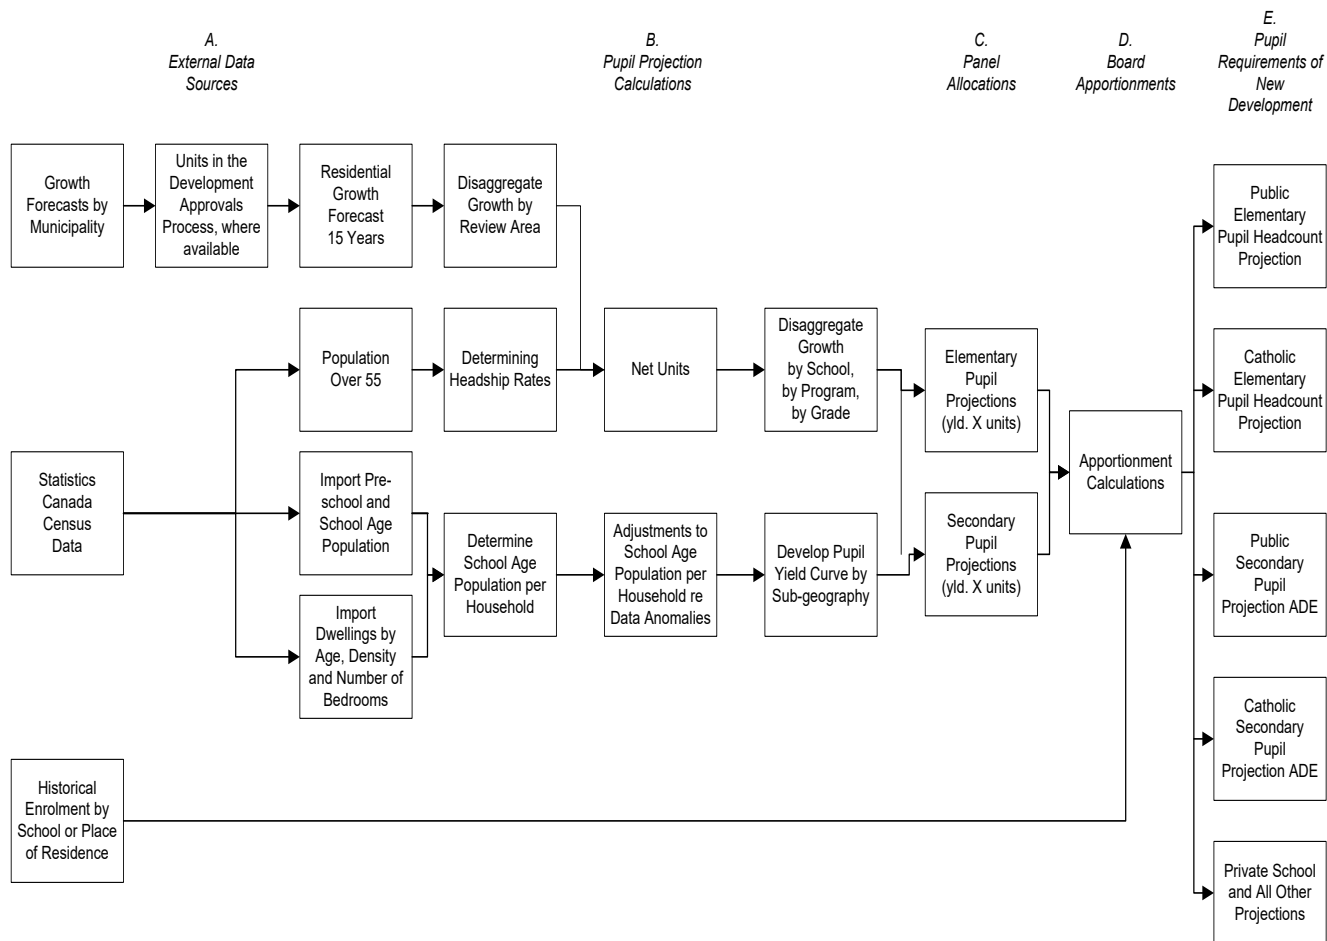 A.
External Data
Sources
B.
Pupil Projection
Calculations
C.
Panel
Allocations
D.
Board
Apportionments
E.
Pupil
Requirements of
New
Development
Growth
Forecasts by
Municipality
Units in the
Development
Approvals
Process, where
available
Residential
Growth
Forecast
15 Years
Disaggregate
Growth by
Review Area
Public
Elementary
Pupil Headcount
Projection
Population
Over 55
Determining
Headship Rates
Net Units
Disaggregate
Growth
by School,
by Program,
by Grade
Elementary
Pupil
Projections
(yld. X units)
Catholic
Elementary
Pupil Headcount
Projection
Statistics
Canada
Census
Data
Import Pre-
school and
School Age
Population
Determine
School Age
Population per
Household
Adjustments to
School Age
Population per
Household re
Data Anomalies
Develop Pupil
Yield Curve by
Sub-geography
Secondary
Pupil
Projections
(yld. X units)
Apportionment
Calculations
Public
Secondary
Pupil
Projection ADE
Import
Dwellings by
Age, Density
and Number of
Bedrooms
Catholic
Secondary
Pupil
Projection ADE
Historical
Enrolment by
School or Place
of Residence
Private School
and All Other
Projections